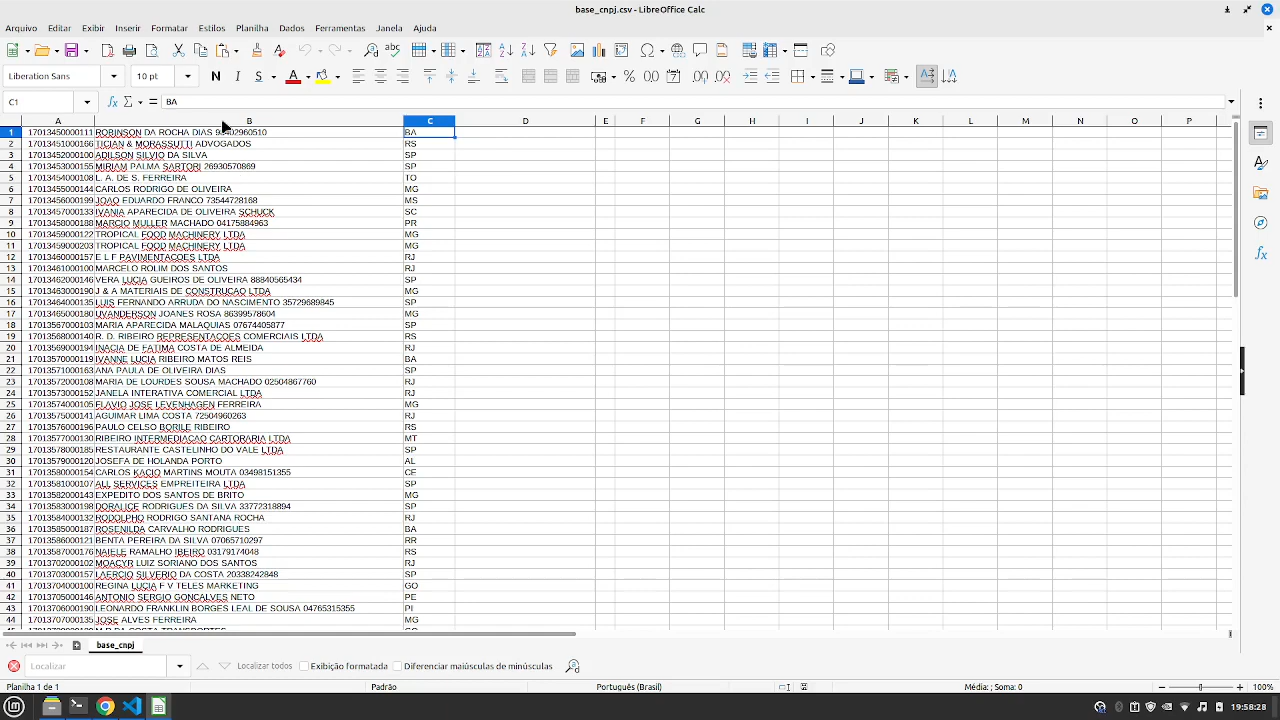 base_cnpj.csv - LibreOffice Calc
Arquivo Editar Exibir Inserir Formatar Estilos Planilha Dados Ferramentas Janela Ajuda
Liberation Sans 10 pt
C1 BA
A B C D E F G H I J K L M N O P
1 17013450000111 ROBINSON DA ROCHA DIAS 93402960510 BA
2 17013451000166 TICIAN & MORASSUTTI ADVOGADOS RS
3 17013452000100 ADILSON SILVIO DA SILVA SP
4 17013453000155 MIRIAM PALMA SARTORI 26930570869 SP
5 17013454000108 L. A. DE S. FERREIRA TO
6 17013455000144 CARLOS RODRIGO DE OLIVEIRA MG
7 17013456000199 JOAO EDUARDO FRANCO 73544728168 MS
8 17013457000133 IVANIA APARECIDA DE OLIVEIRA SCHUCK SC
9 17013458000188 MARCIO MULLER MACHADO 04175884963 PR
10 17013459000122 TROPICAL FOOD MACHINERY LTDA MG
11 17013459000203 TROPICAL FOOD MACHINERY LTDA MG
12 17013460000157 E L F PAVIMENTACOES LTDA RJ
13 17013461000100 MARCELO ROLIM DOS SANTOS RJ
14 17013462000146 VERA LUCIA GUEIROS DE OLIVEIRA 88840565434 SP
15 17013463000190 J & A MATERIAIS DE CONSTRUCAO LTDA MG
16 17013464000135 LUIS FERNANDO ARRUDA DO NASCIMENTO 35729689845 SP
17 17013465000180 UVANDERSON JOANES ROSA 86399578604 MG
18 17013567000103 MARIA APARECIDA MALAQUIAS 07674405877 SP
19 17013568000140 R. D. RIBEIRO REPRESENTACOES COMERCIAIS LTDA RS
20 17013569000194 INACIA DE FATIMA COSTA DE ALMEIDA RJ
21 17013570000119 IVANNE LUCIA RIBEIRO MATOS REIS BA
22 17013571000163 ANA PAULA DE OLIVEIRA DIAS SP
23 17013572000108 MARIA DE LOURDES SOUSA MACHADO 02504867760 RJ
24 17013573000152 JANELA INTERATIVA COMERCIAL LTDA RJ
25 17013574000105 FLAVIO JOSE LEVENHAGEN FERREIRA MG
26 17013575000141 AGUIMAR LIMA COSTA 72504960263 RJ
27 17013576000196 PAULO CELSO BORILE RIBEIRO RS
28 17013577000130 RIBEIRO INTERMEDIACAO CARTORARIA LTDA MT
29 17013578000185 RESTAURANTE CASTELINHO DO VALE LTDA SP
30 17013579000120 JOSEFA DE HOLANDA PORTO AL
31 17013580000154 CARLOS KACIO MARTINS MOUTA 03498151355 CE
32 17013581000107 ALL SERVICES EMPREITEIRA LTDA SP
33 17013582000143 EXPEDITO DOS SANTOS DE BRITO MG
34 17013583000198 DORALICE RODRIGUES DA SILVA 33772318894 SP
35 17013584000132 RODOLPHO RODRIGO SANTANA ROCHA RJ
36 17013585000187 ROSENILDA CARVALHO RODRIGUES BA
37 17013586000121 BENTA PEREIRA DA SILVA 07065710297 RR
38 17013587000176 NAIELE RAMALHO IBEIRO 03179174048 RS
39 17013702000102 MOACYR LUIZ SORIANO DOS SANTOS RJ
40 17013703000157 LAERCIO SILVERIO DA COSTA 20338242848 SP
41 17013704000100 REGINA LUCIA F V TELES MARKETING GO
42 17013705000146 ANTONIO SERGIO GONCALVES NETO PE
43 17013706000190 LEONARDO FRANKLIN BORGES LEAL DE SOUSA 04765315355 PI
44 17013707000135 JOSE ALVES FERREIRA MG
base_cnpj
Localizar Localizar todos Exibição formatada Diferenciar maiúsculas de minúsculas
Planilha 1 de 1 Padrão Português (Brasil) Média: ; Soma: 0 100%
19:58:28